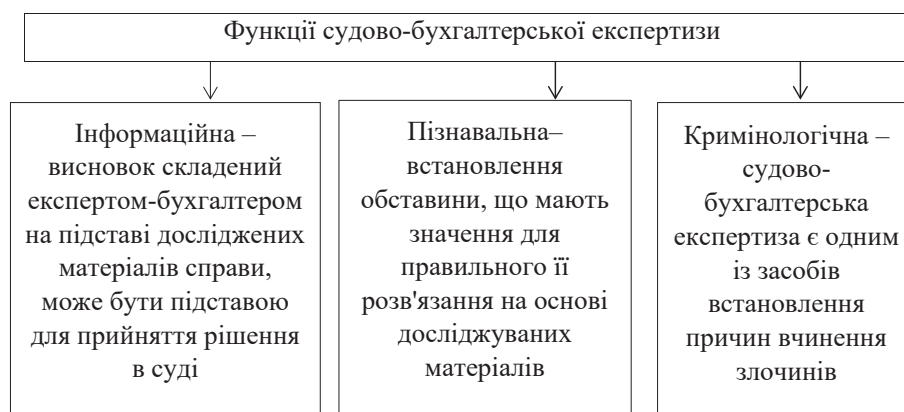 Функції судово-бухгалтерської експертизи
Інформаційна –
висновок складений
експертом-бухгалтером
на підставі досліджених
матеріалів справи,
може бути підставою
для прийняття рішення
в суді
Пізнавальна–
встановлення
обставини, що мають
значення для
правильного її
розв'язання на основі
досліджуваних
матеріалів
Кримінологічна –
судово-
бухгалтерська
експертиза є одним
із засобів
встановлення
причин вчинення
злочинів